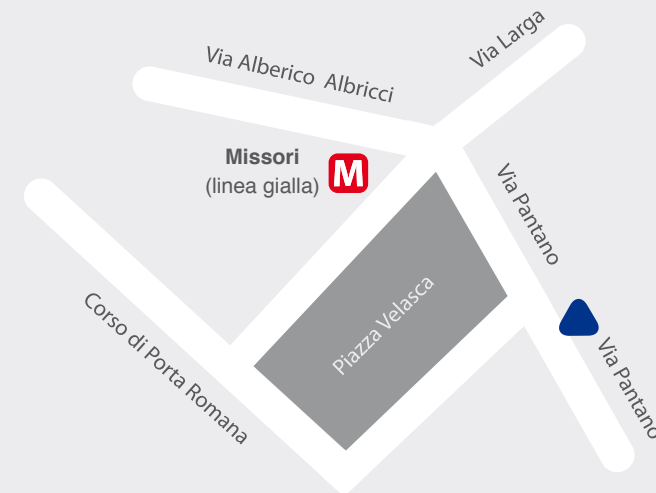 Via Larga
Via Alberico Albricci
Missori
(linea gialla)
M
Via Pantano
Piazza Velasca
Corso di Porta Romana
Via Pantano